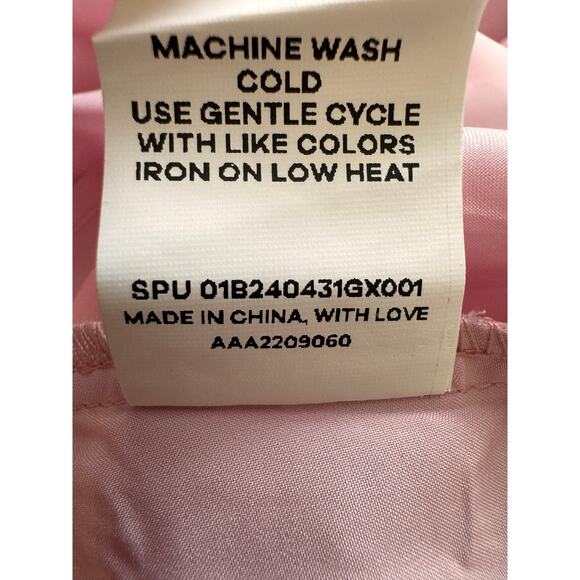 MACHINE WASH
COLD
USE GENTLE CYCLE
WITH LIKE COLORS
IRON ON LOW HEAT
SPU 01B240431GX001
MADE IN CHINA, WITH LOVE
AAA2209060